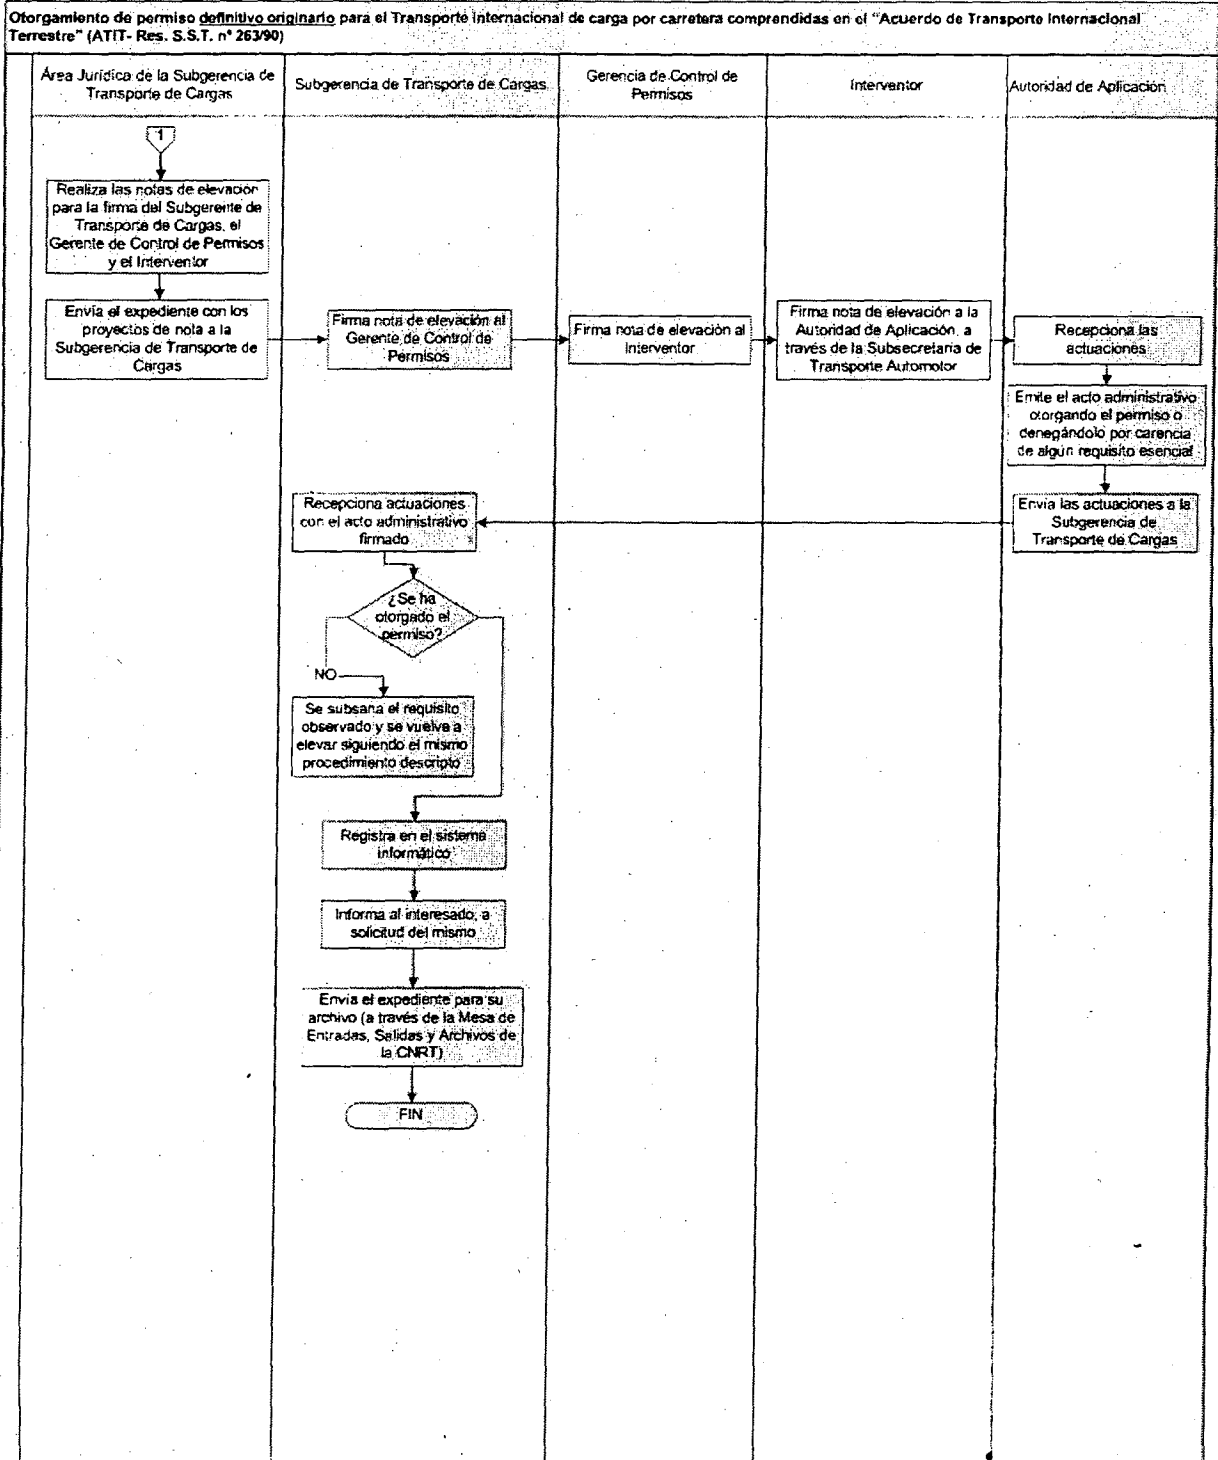 Otorgamiento de permiso definitivo originario para el Transporte Internacional de carga por carretera comprendidas en el "Acuerdo de Transporte Internacional
Terrestre" (ATIT- Res. S.S.T. n° 263/90)
Área Jurídica de la Subgerencia de
Transporte de Cargas
Subgerencia de Transporte de Cargas
Gerencia de Control de
Permisos
Interventor
Autoridad de Aplicación
1
Realiza las notas de elevación
para la firma del Subgerente de
Transporte de Cargas, el
Gerente de Control de Permisos
y el Interventor
Envía el expediente con los
proyectos de nota a la
Subgerencia de Transporte de
Cargas
Firma nota de elevación al
Gerente de Control de
Permisos
Firma nota de elevación al
Interventor
Firma nota de elevación a la
Autoridad de Aplicación, a
través de la Subsecretaria de
Transporte Automotor
Recepciona las
actuaciones
Emite el acto administrativo
otorgando el permiso o
denegándolo por carencia
de algún requisito esencial
Envía las actuaciones a la
Subgerencia de
Transporte de Cargas
Recepciona actuaciones
con el acto administrativo
firmado
¿Se ha
otorgado el
permiso?
NO
Se subsana el requisito
observado y se vuelve a
elevar siguiendo el mismo
procedimiento descripto
Registra en el sistema
informático
Informa al interesado, a
solicitud del mismo
Envía el expediente para su
archivo (a través de la Mesa de
Entradas, Salidas y Archivos de
la CNRT)
FIN